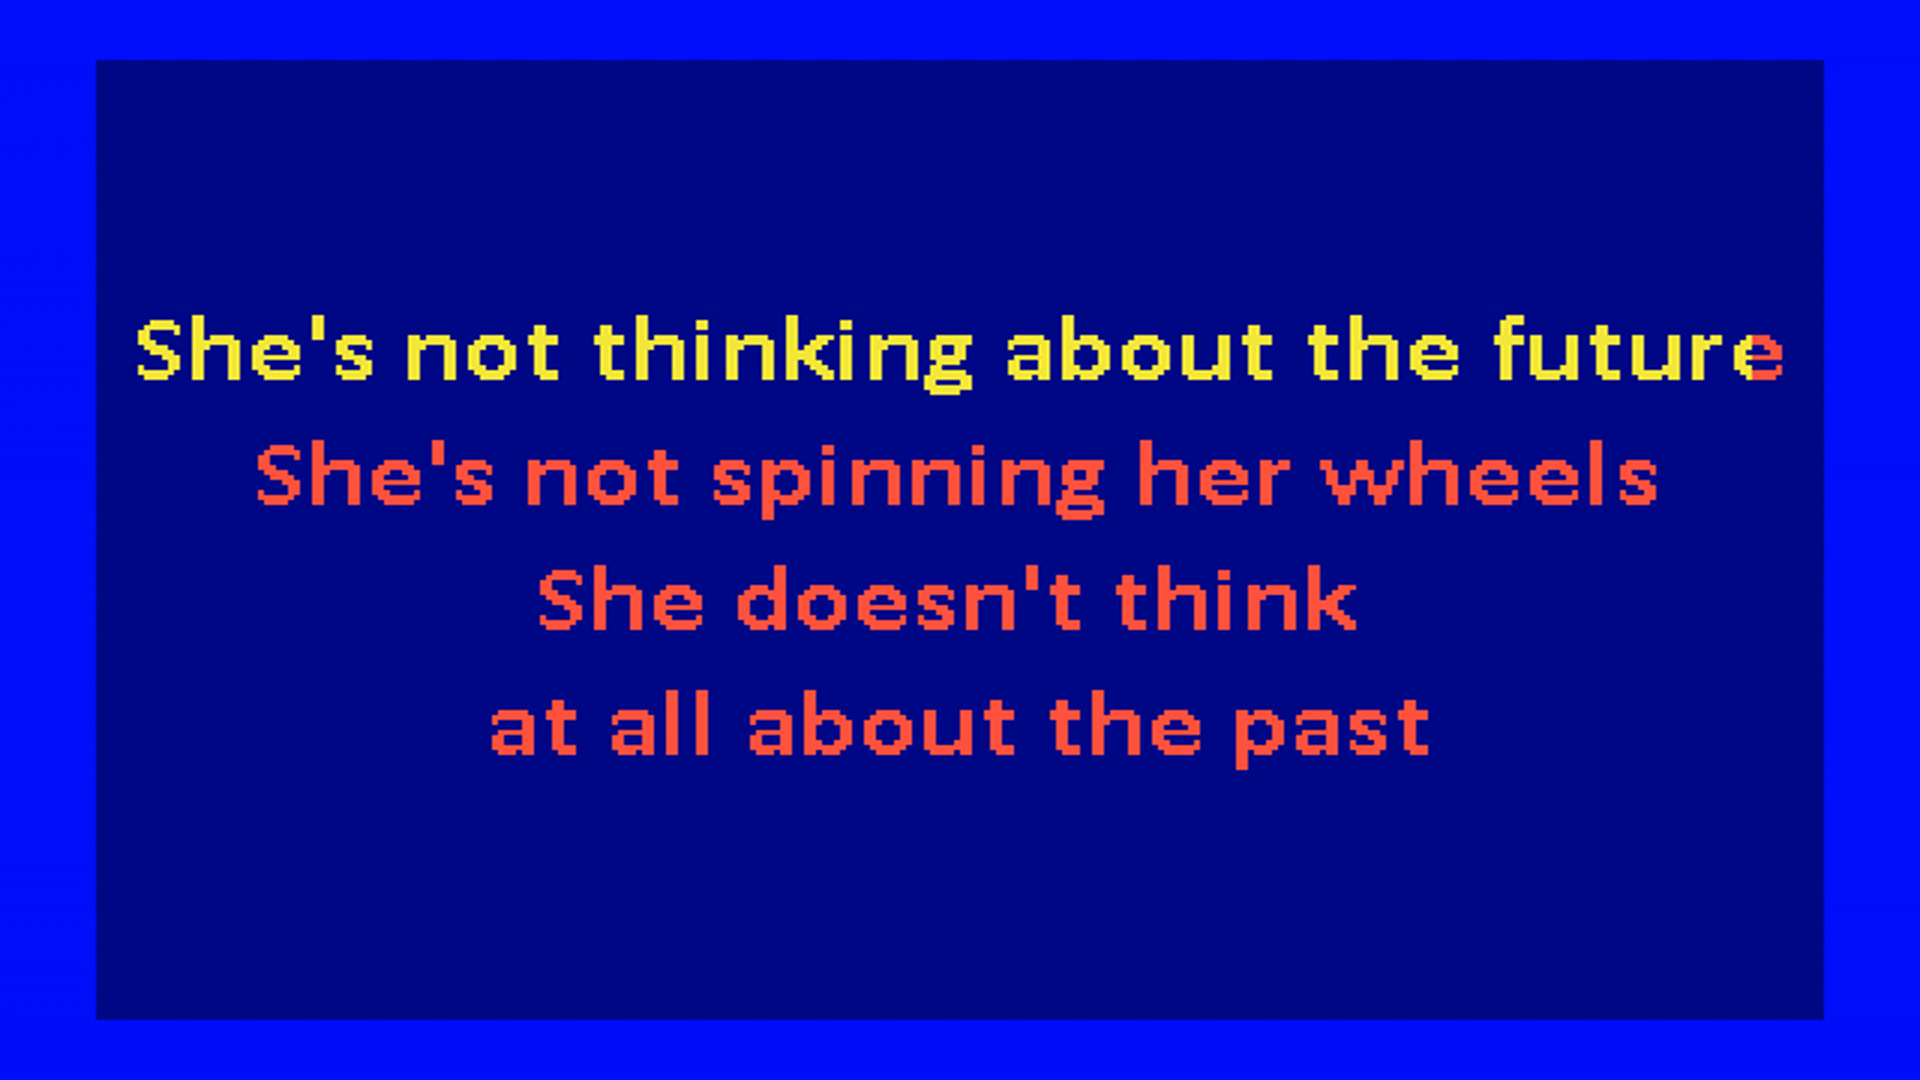 She's not thinking about the future
She's not spinning her wheels
She doesn't think
at all about the past